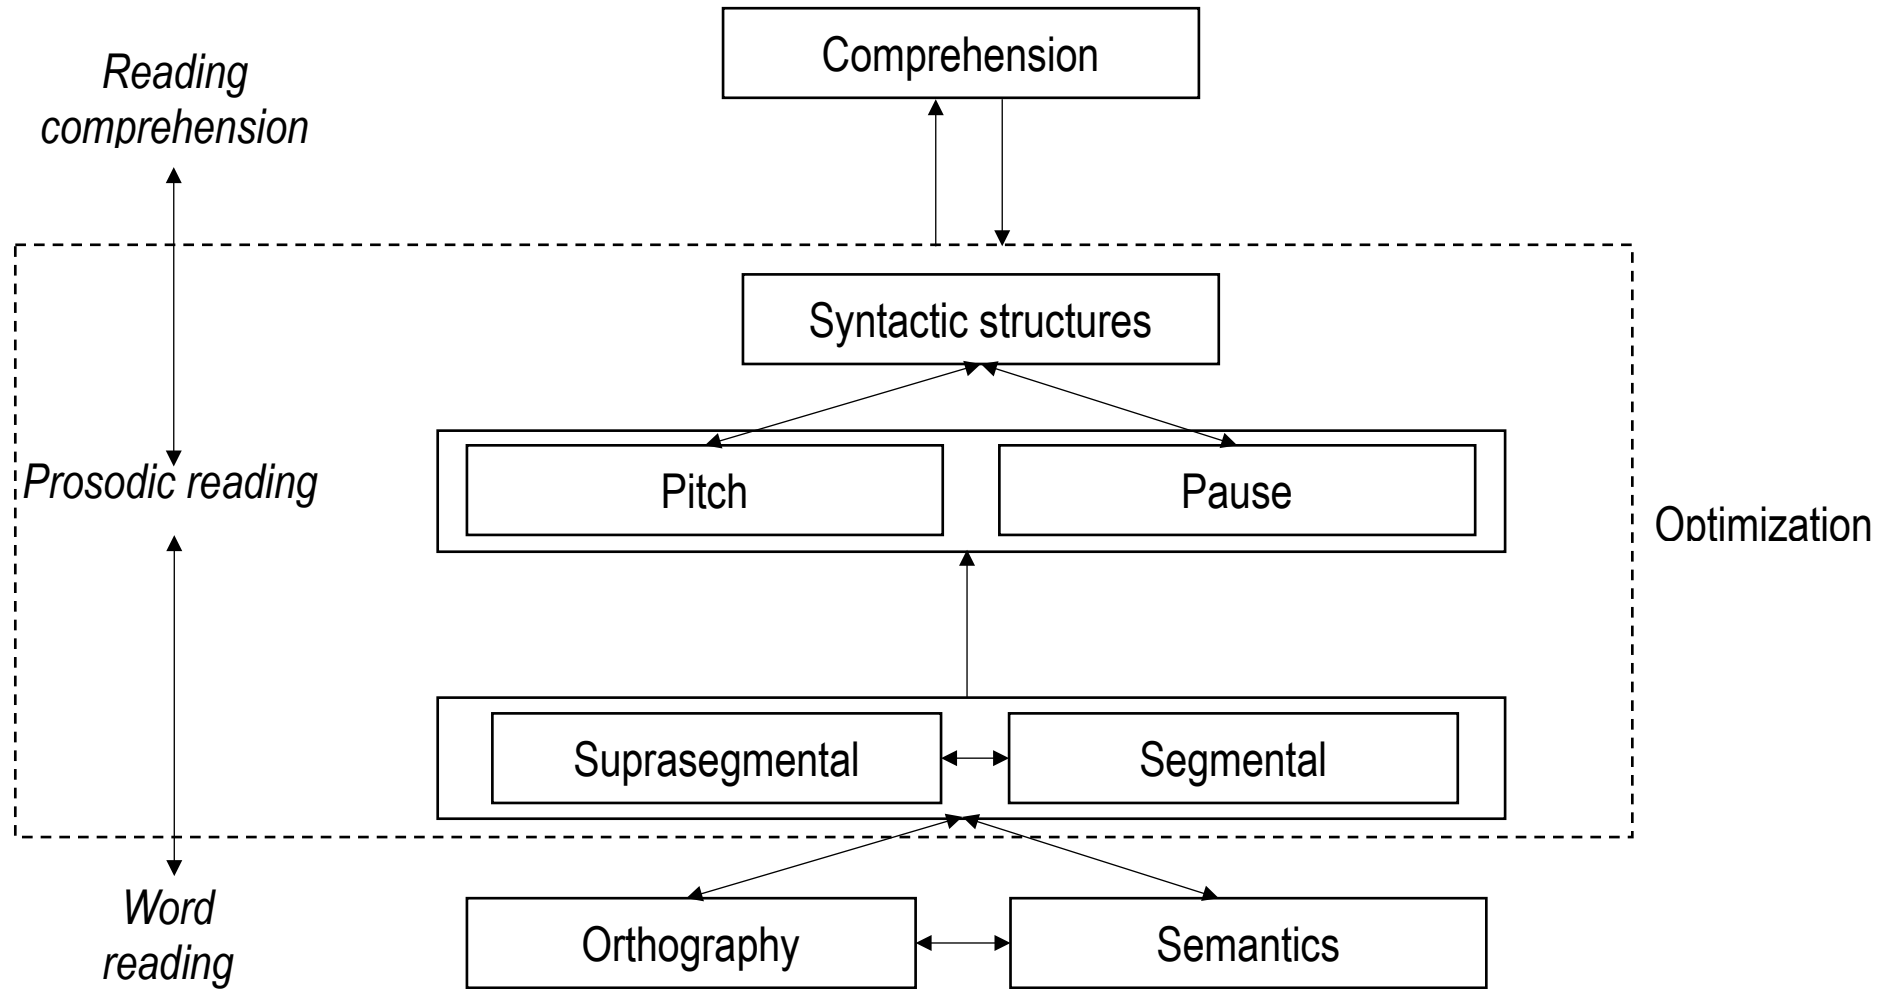 Comprehension
Reading
comprehension
Syntactic structures
Pitch
Pause
Prosodic reading
Optimization
Suprasegmental
Segmental
Word
reading
Orthography
Semantics